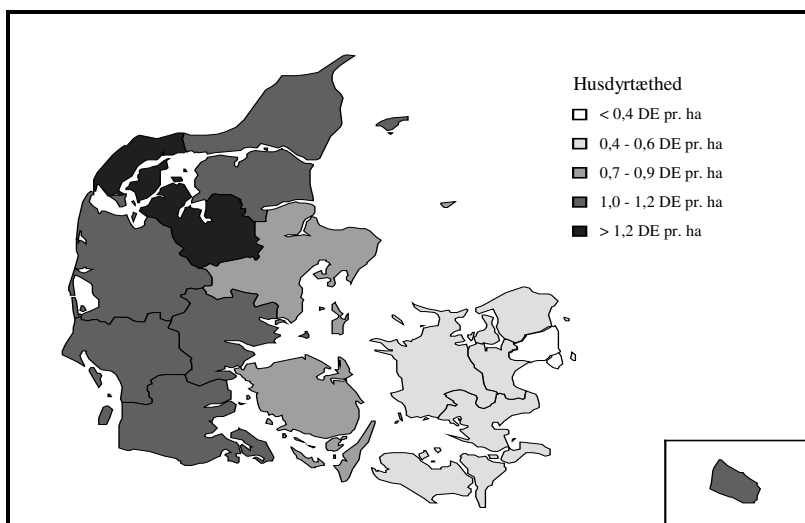 Husdyrtæthed
< 0,4 DE pr. ha
0,4 - 0,6 DE pr. ha
0,7 - 0,9 DE pr. ha
1,0 - 1,2 DE pr. ha
> 1,2 DE pr. ha